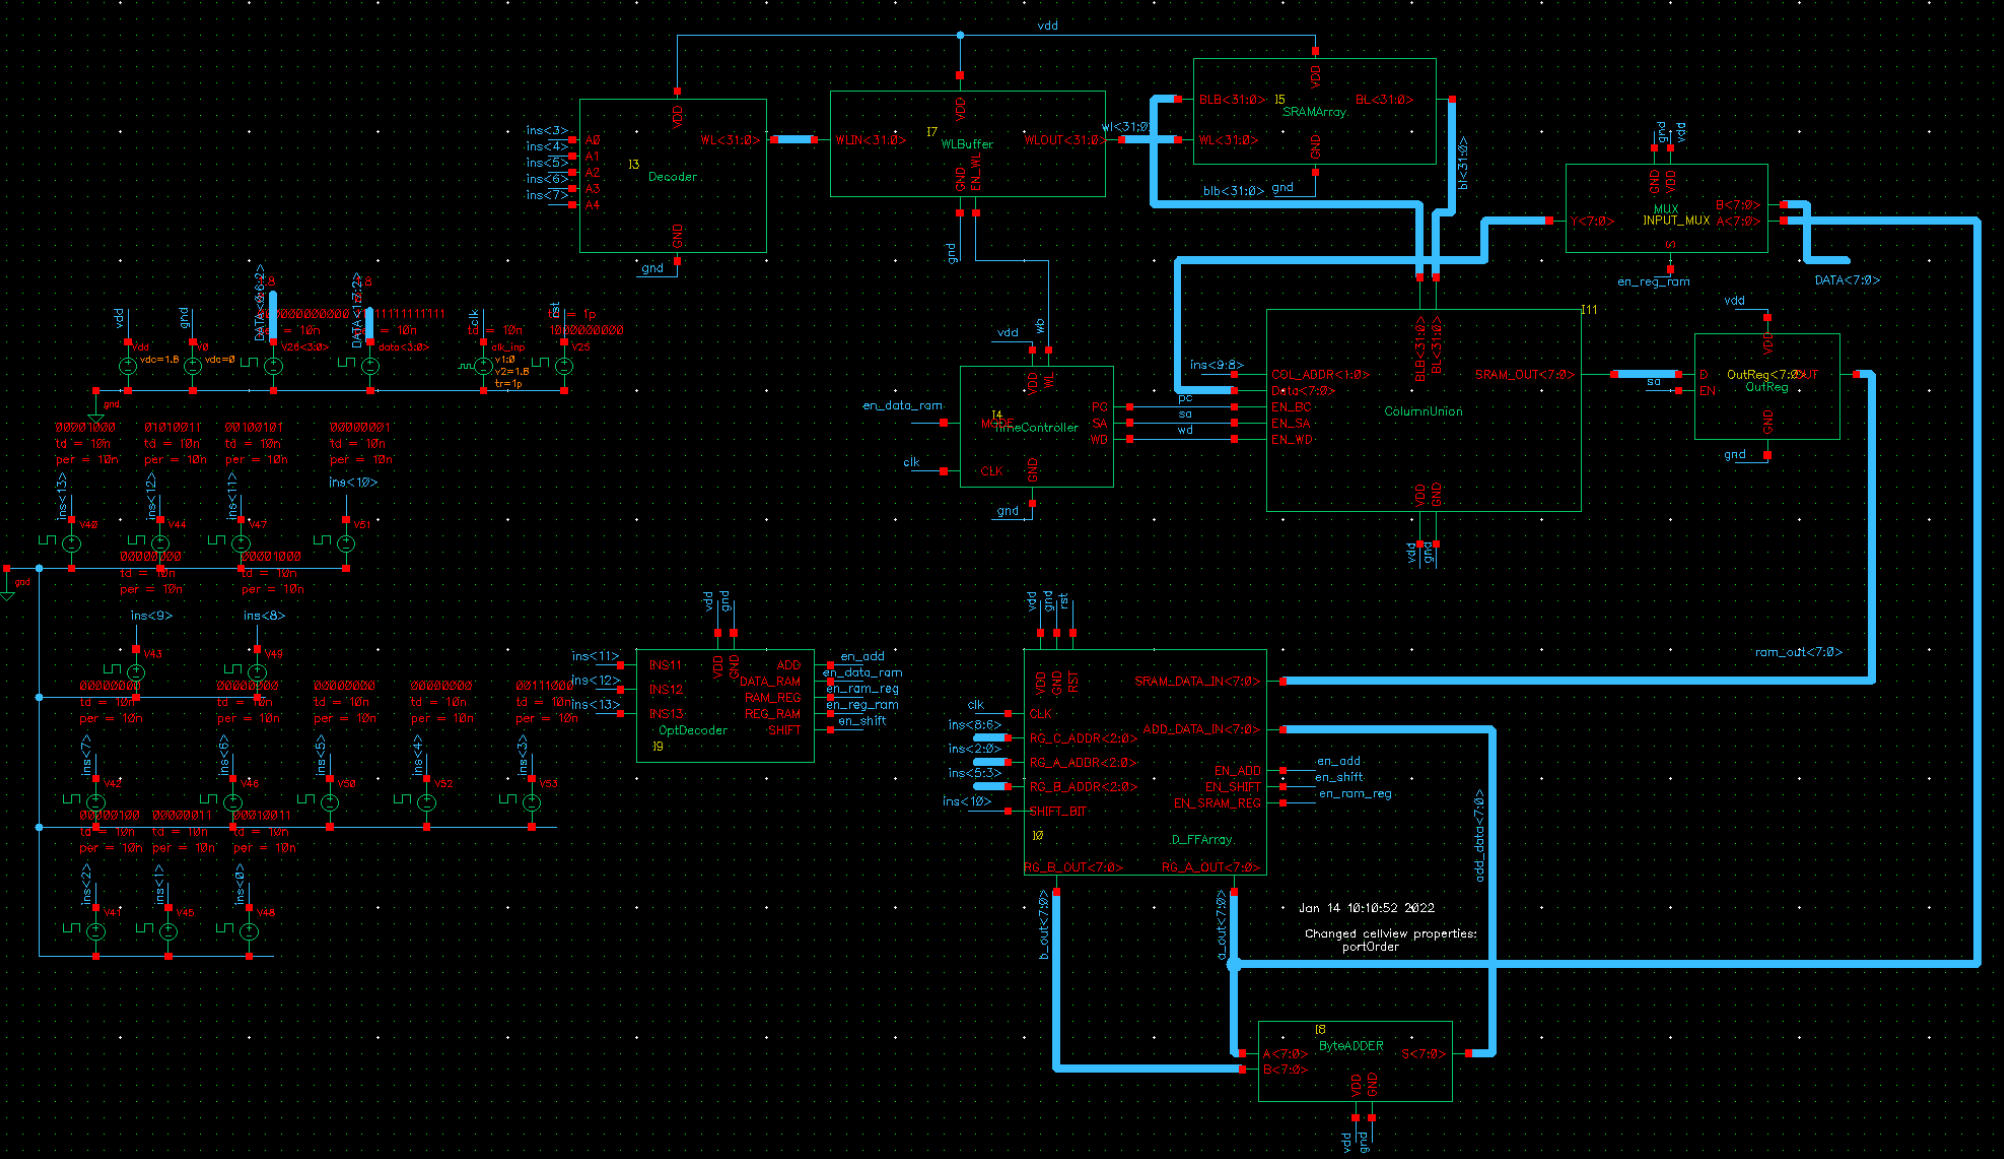 vdd
VDD
ins<3>
ins<4>
ins<5>
ins<6>
ins<7>
A0
A1
A2
A3
A4
I3
Decoder
WL<31:0>
GND
gnd
VDD
WLIN<31:0>
I7
WLBuffer
WLOUT<31:0>
GND
EN_WL
gnd
wl<31:0>
VDD
BLB<31:0>
I5
SRAMArray
BL<31:0>
WL<31:0>
GND
blb<31:0>
gnd
bl<31:0>
gnd
vdd
GND
VDD
MUX
INPUT_MUX
B<7:0>
A<7:0>
Y<7:0>
S
en_reg_ram
DATA<7:0>
vdd
gnd
DATA<1,7:2>
clk
rst
td = 1p
per = 10n
per = 10n
td = 10n
1000000000
Vdd
vdc=1.8
V0
vdc=0
V26<3:0>
data<3:0>
clk_inp
v1:0
v2=1.8
tr=1p
V25
gnd
wb
vdd
VDD
WL
en_data_ram
MODE
I4
TimeController
PC
SA
WD
pc
sa
wd
clk
CLK
GND
gnd
I11
ins<9:8>
COL_ADDR<1:0>
Data<7:0>
EN_BC
EN_SA
EN_WD
BLB<31:0>
BL<31:0>
SRAM_OUT<7:0>
ColumnUnion
VDD
GND
vdd
gnd
vdd
VDD
D
EN
sa
OutReg<7:0>
OutReg
GND
gnd
00001000
td = 10n
per = 10n
01010011
td = 10n
per = 10n
00100101
td = 10n
per = 10n
00000001
td = 10n
per = 10n
ins<13>
ins<12>
ins<11>
ins<10>
V40
V44
V47
V51
gnd
00000000
td = 10n
per = 10n
00001000
td = 10n
per = 10n
ins<9>
ins<8>
V43
V49
00000000
td = 10n
per = 10n
00000000
td = 10n
per = 10n
00000000
td = 10n
per = 10n
00000000
td = 10n
per = 10n
00111000
td = 10n
per = 10n
ins<7>
ins<6>
ins<5>
ins<4>
ins<3>
V42
V46
V50
V52
V53
00000100
td = 10n
per = 10n
00000011
td = 10n
per = 10n
00010011
td = 10n
per = 10n
ins<2>
ins<1>
ins<0>
V41
V45
V48
vdd
gnd
VDD
GND
ins<11>
ins<12>
ins<13>
INS11
INS12
INS13
ADD
DATA_RAM
RAM_REG
REG_RAM
SHIFT
OptDecoder
I9
en_add
en_data_ram
en_ram_reg
en_reg_ram
en_shift
vdd
gnd
rst
VDD
GND
RST
clk
ins<8:6>
ins<2:0>
ins<5:3>
ins<10>
CLK
RG_C_ADDR<2:0>
RG_A_ADDR<2:0>
RG_B_ADDR<2:0>
SHIFT_BIT
I0
SRAM_DATA_IN<7:0>
ADD_DATA_IN<7:0>
EN_ADD
EN_SHIFT
EN_SRAM_REG
D_FFArray
RG_B_OUT<7:0>
RG_A_OUT<7:0>
en_add
en_shift
en_ram_reg
ram_out<7:0>
add_data<7:0>
b_out<7:0>
a_out<7:0>
Jan 14 10:10:52 2022
Changed cellview properties:
portOrder
I8
ByteADDER
A<7:0>
B<7:0>
S<7:0>
VDD
GND
vdd
gnd